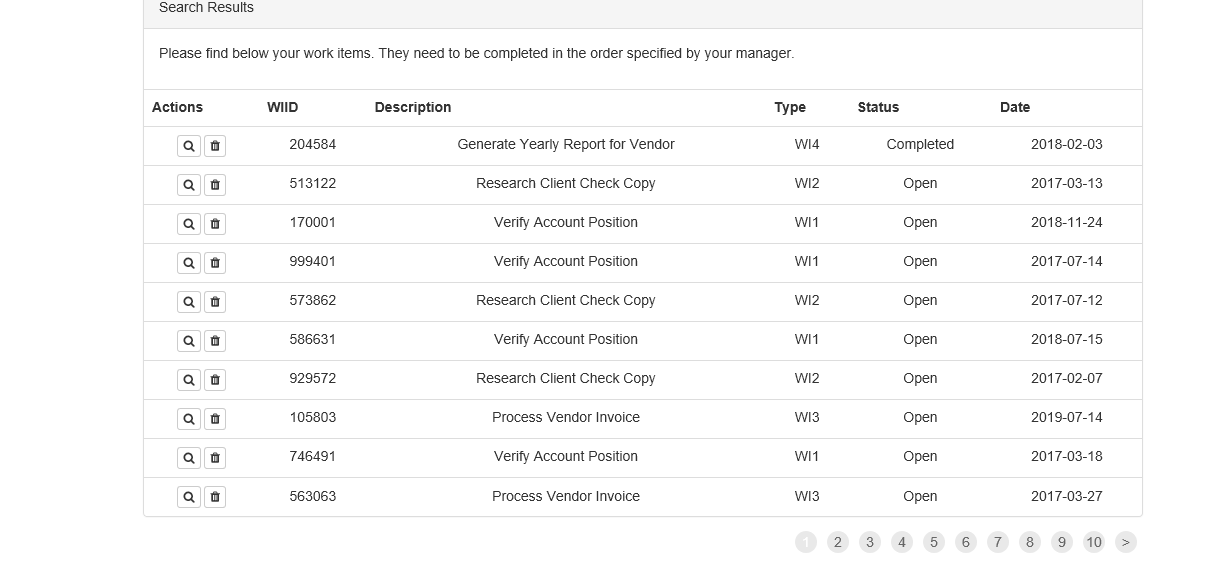 Search Results
Please find below your work items. They need to be completed in the order specified by your manager.
Actions WIID Description Type Status Date
204584 Generate Yearly Report for Vendor WI4 Completed 2018-02-03
513122 Research Client Check Copy WI2 Open 2017-03-13
170001 Verify Account Position WI1 Open 2018-11-24
999401 Verify Account Position WI1 Open 2017-07-14
573862 Research Client Check Copy WI2 Open 2017-07-12
586631 Verify Account Position WI1 Open 2018-07-15
929572 Research Client Check Copy WI2 Open 2017-02-07
105803 Process Vendor Invoice WI3 Open 2019-07-14
746491 Verify Account Position WI1 Open 2017-03-18
563063 Process Vendor Invoice WI3 Open 2017-03-27
1 2 3 4 5 6 7 8 9 10 >